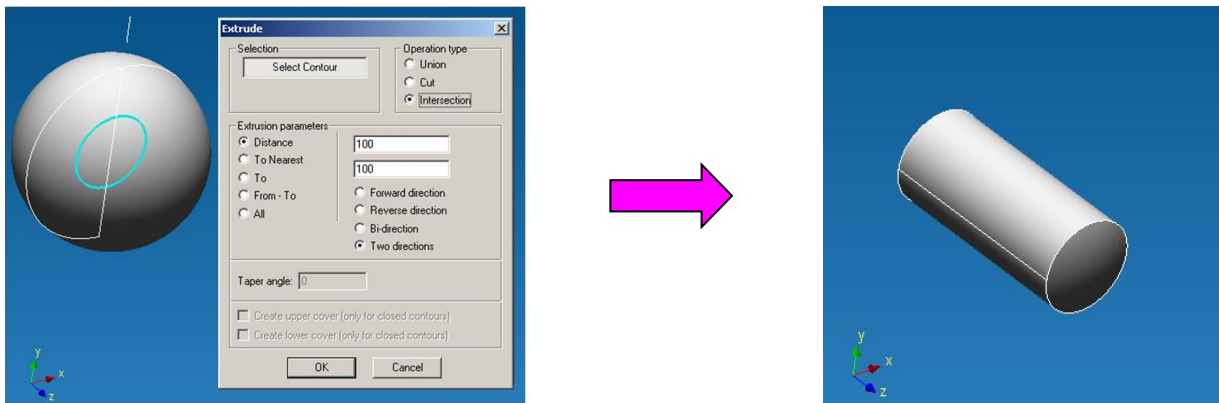 Extrude
Selection
Select Contour
Operation type
Union
Cut
Intersection
Extrusion parameters
Distance
To Nearest
To
From - To
All
100
100
Forward direction
Reverse direction
Bi-direction
Two directions
Taper angle: 0
Create upper cover (only for closed contours)
Create lower cover (only for closed contours)
OK Cancel
y
x
z
y
x
z